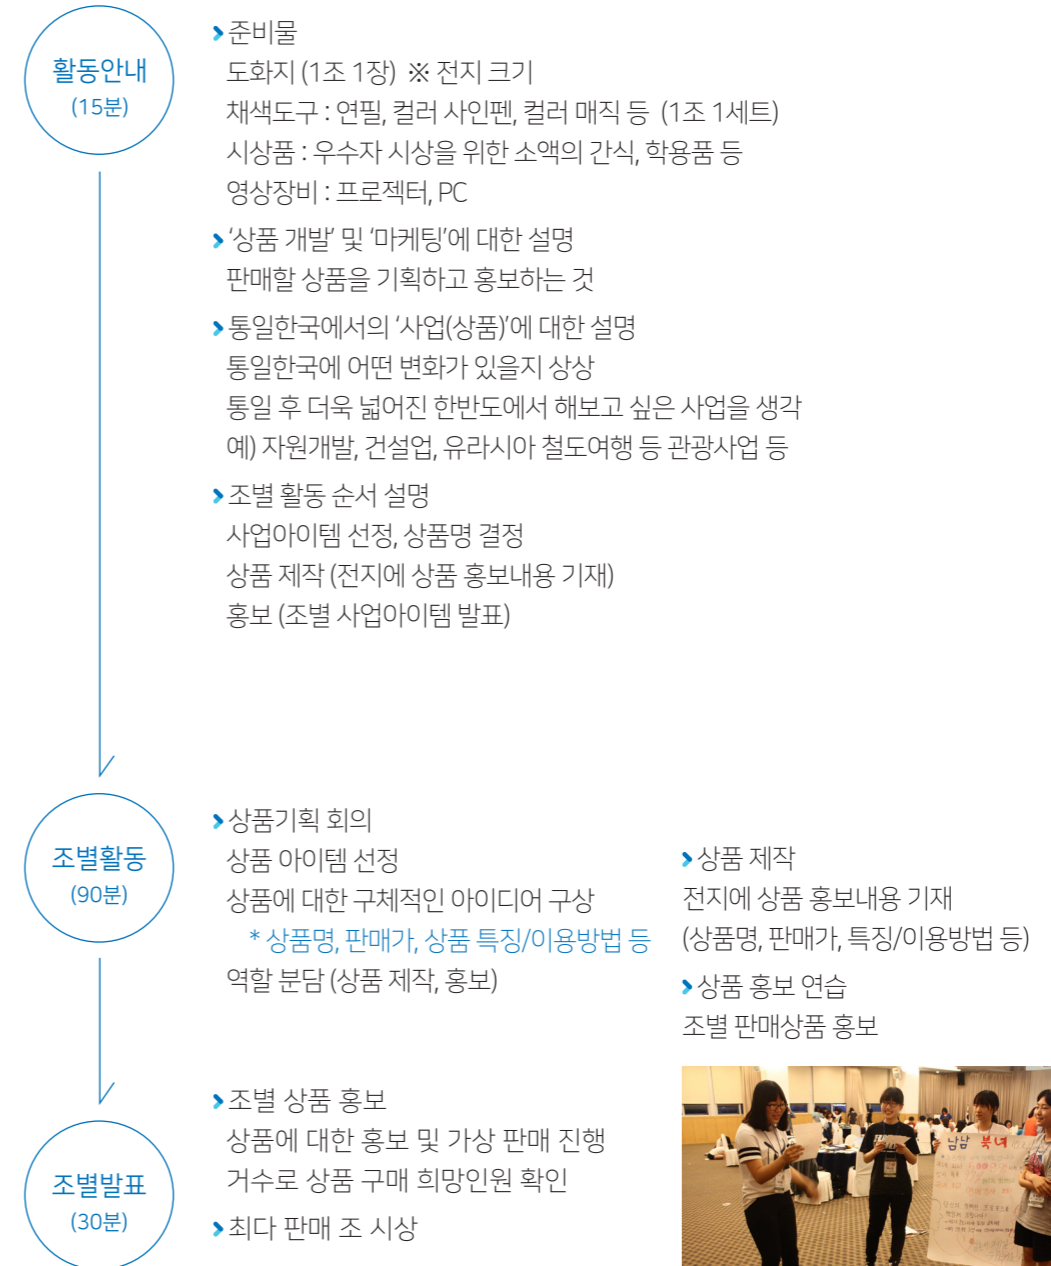 활동안내
(15분)
준비물
도화지 (1조 1장) ※ 전지 크기
채색도구 : 연필, 컬러 사인펜, 컬러 매직 등 (1조 1세트)
시상품 : 우수자 시상을 위한 소액의 간식, 학용품 등
영상장비 : 프로젝터, PC
‘상품 개발’ 및 ‘마케팅’에 대한 설명
판매할 상품을 기획하고 홍보하는 것
통일한국에서의 ‘사업(상품)’에 대한 설명
통일한국에 어떤 변화가 있을지 상상
통일 후 더욱 넓어진 한반도에서 해보고 싶은 사업을 생각
예) 자원개발, 건설업, 유라시아 철도여행 등 관광사업 등
조별 활동 순서 설명
사업아이템 선정, 상품명 결정
상품 제작 (전지에 상품 홍보내용 기재)
홍보 (조별 사업아이템 발표)
조별활동
(90분)
상품기획 회의
상품 아이템 선정
상품에 대한 구체적인 아이디어 구상
* 상품명, 판매가, 상품 특징/이용방법 등
역할 분담 (상품 제작, 홍보)
상품 제작
전지에 상품 홍보내용 기재
(상품명, 판매가, 특징/이용방법 등)
상품 홍보 연습
조별 판매상품 홍보
조별발표
(30분)
조별 상품 홍보
상품에 대한 홍보 및 가상 판매 진행
거수로 상품 구매 희망인원 확인
최다 판매 조 시상
남남 북녀